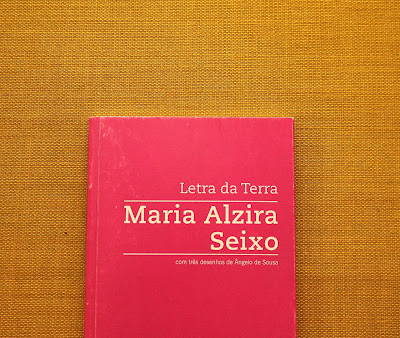 Letra da Terra
Maria Alzira
Seixo
com três desenhos de Ângelo de Sousa